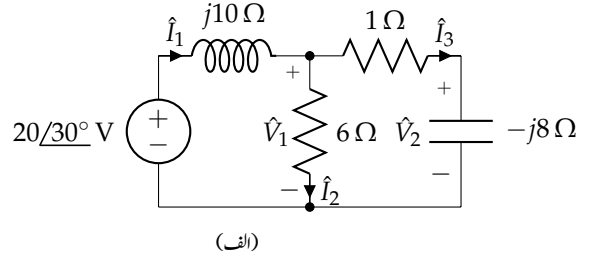 j10 Ω
1 Ω
Î₁
Î₃
+
+
20/30° V
+
−
V̂₁
6 Ω
V̂₂
−j8 Ω
−
Î₂
−
(الف)